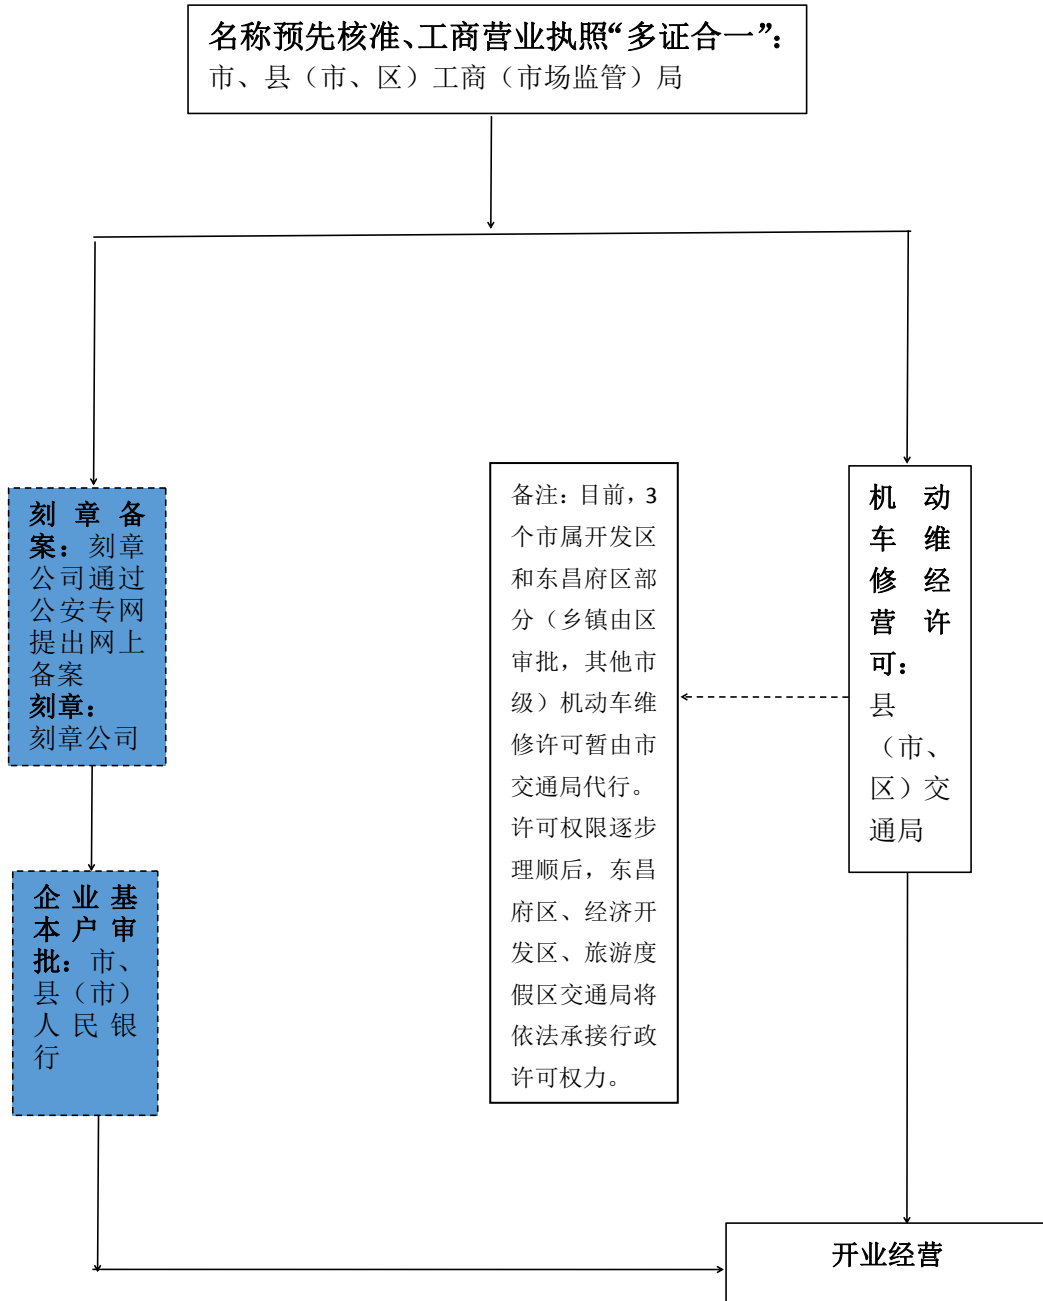 名称预先核准、工商营业执照“多证合一”：
市、县（市、区）工商（市场监管）局
刻章备
案：刻章
公司通过
公安专网
提出网上
备案
刻章：
刻章公司
企业基
本户审
批：市、
县（市）
人民银
行
备注：目前，3
个市属开发区
和东昌府区部
分（乡镇由区
审批，其他市
级）机动车维
修许可暂由市
交通局代行。
许可权限逐步
理顺后，东昌
府区、经济开
发区、旅游度
假区交通局将
依法承接行政
许可权力。
机动
车维
修经
营许
可：
县
（市、
区）交
通局
开业经营